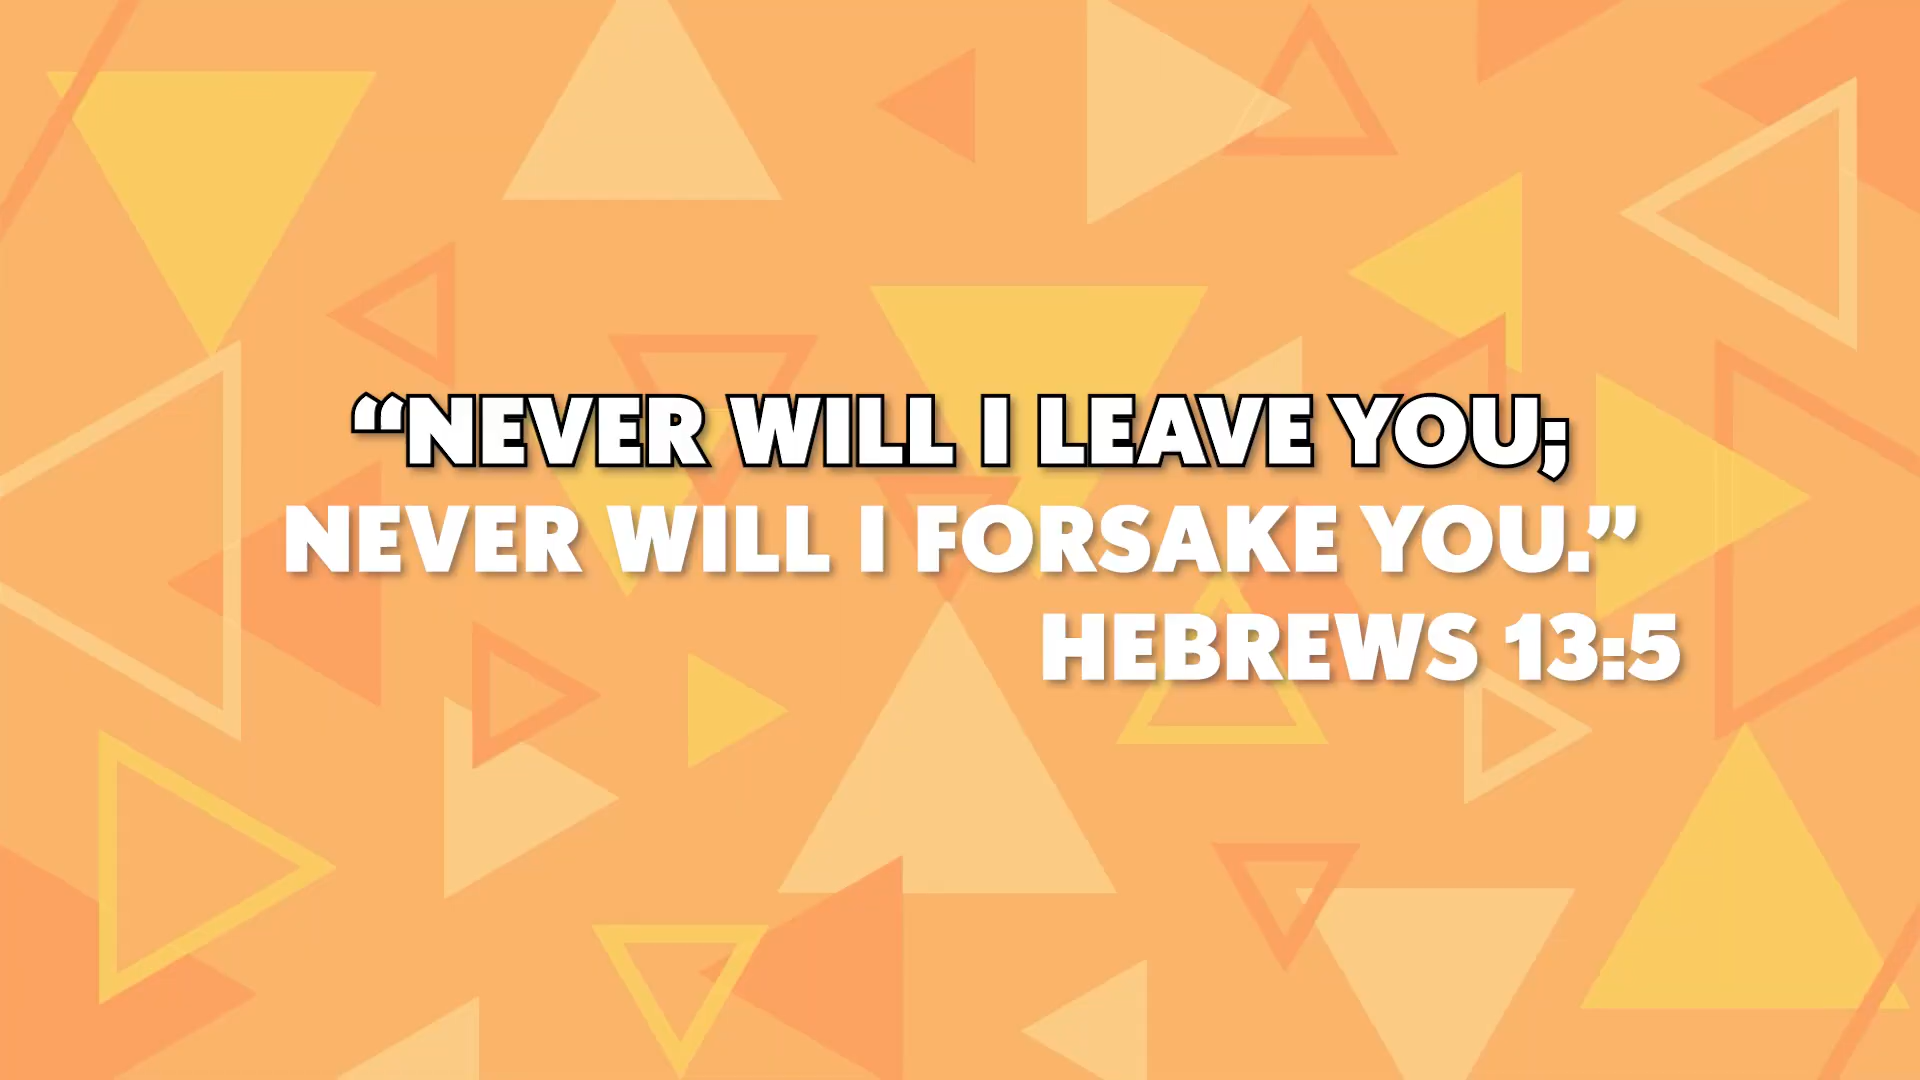 “NEVER WILL I LEAVE YOU;
NEVER WILL I FORSAKE YOU.”
HEBREWS 13:5